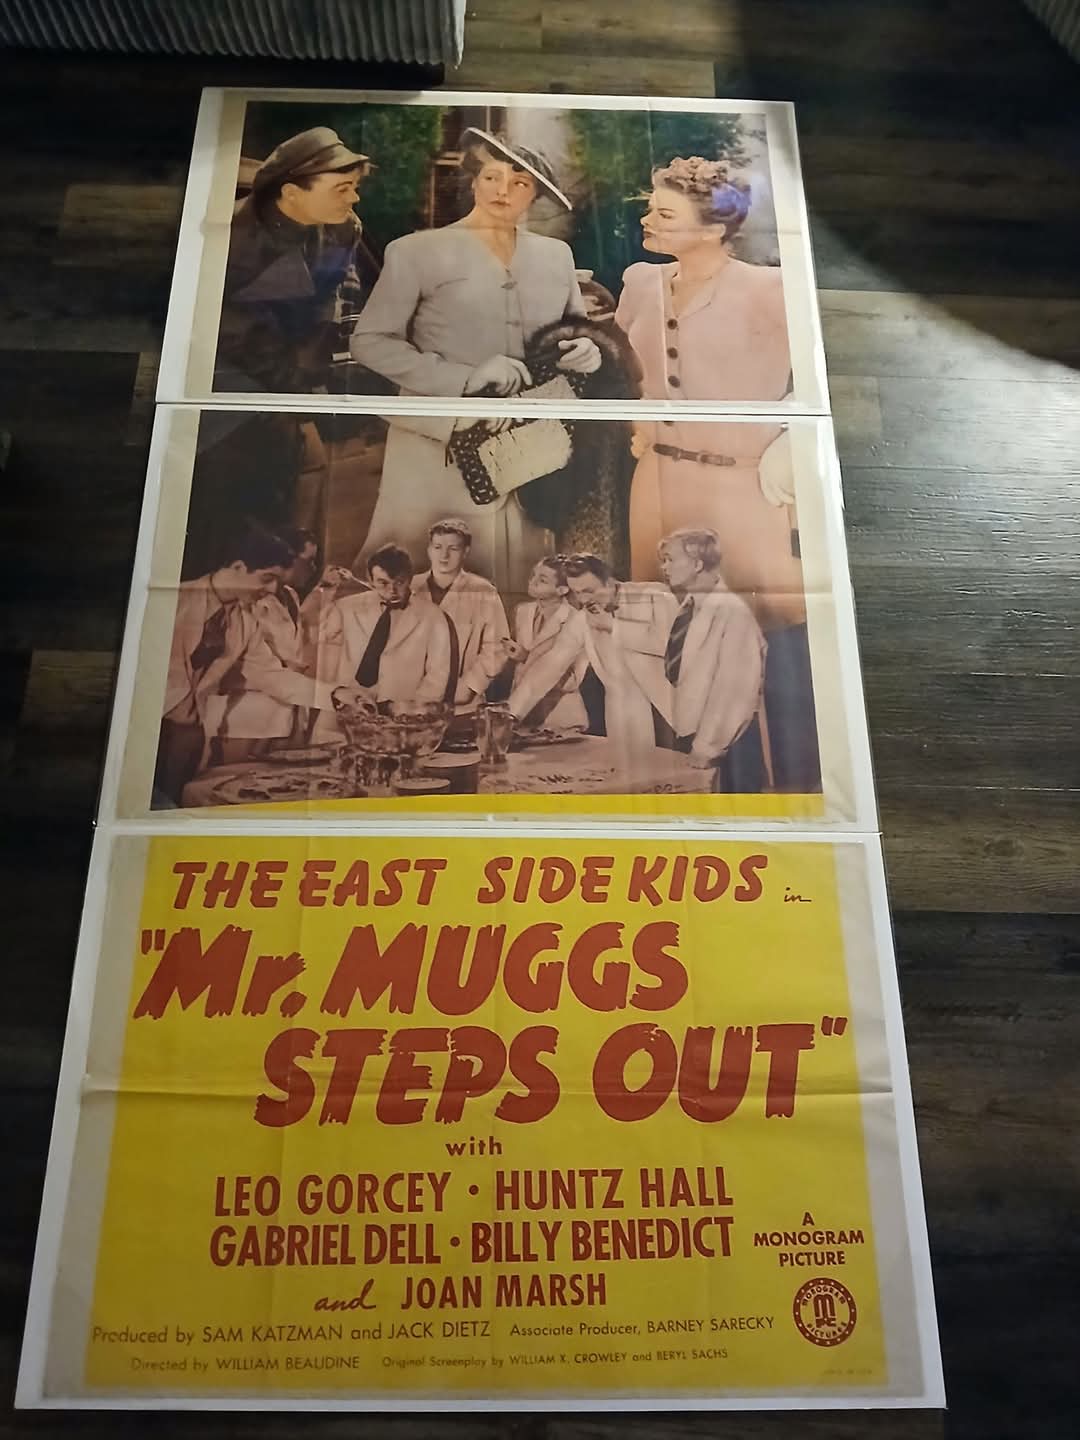 THE EAST SIDE KIDS in
"Mr. MUGGS
STEPS OUT"
with
LEO GORCEY • HUNTZ HALL
GABRIEL DELL • BILLY BENEDICT
and JOAN MARSH
A
MONOGRAM
PICTURE
MONOGRAM
PICTURES
Produced by SAM KATZMAN and JACK DIETZ Associate Producer, BARNEY SARECKY
Directed by WILLIAM BEAUDINE Original Screenplay by WILLIAM X. CROWLEY and BERYL SACHS